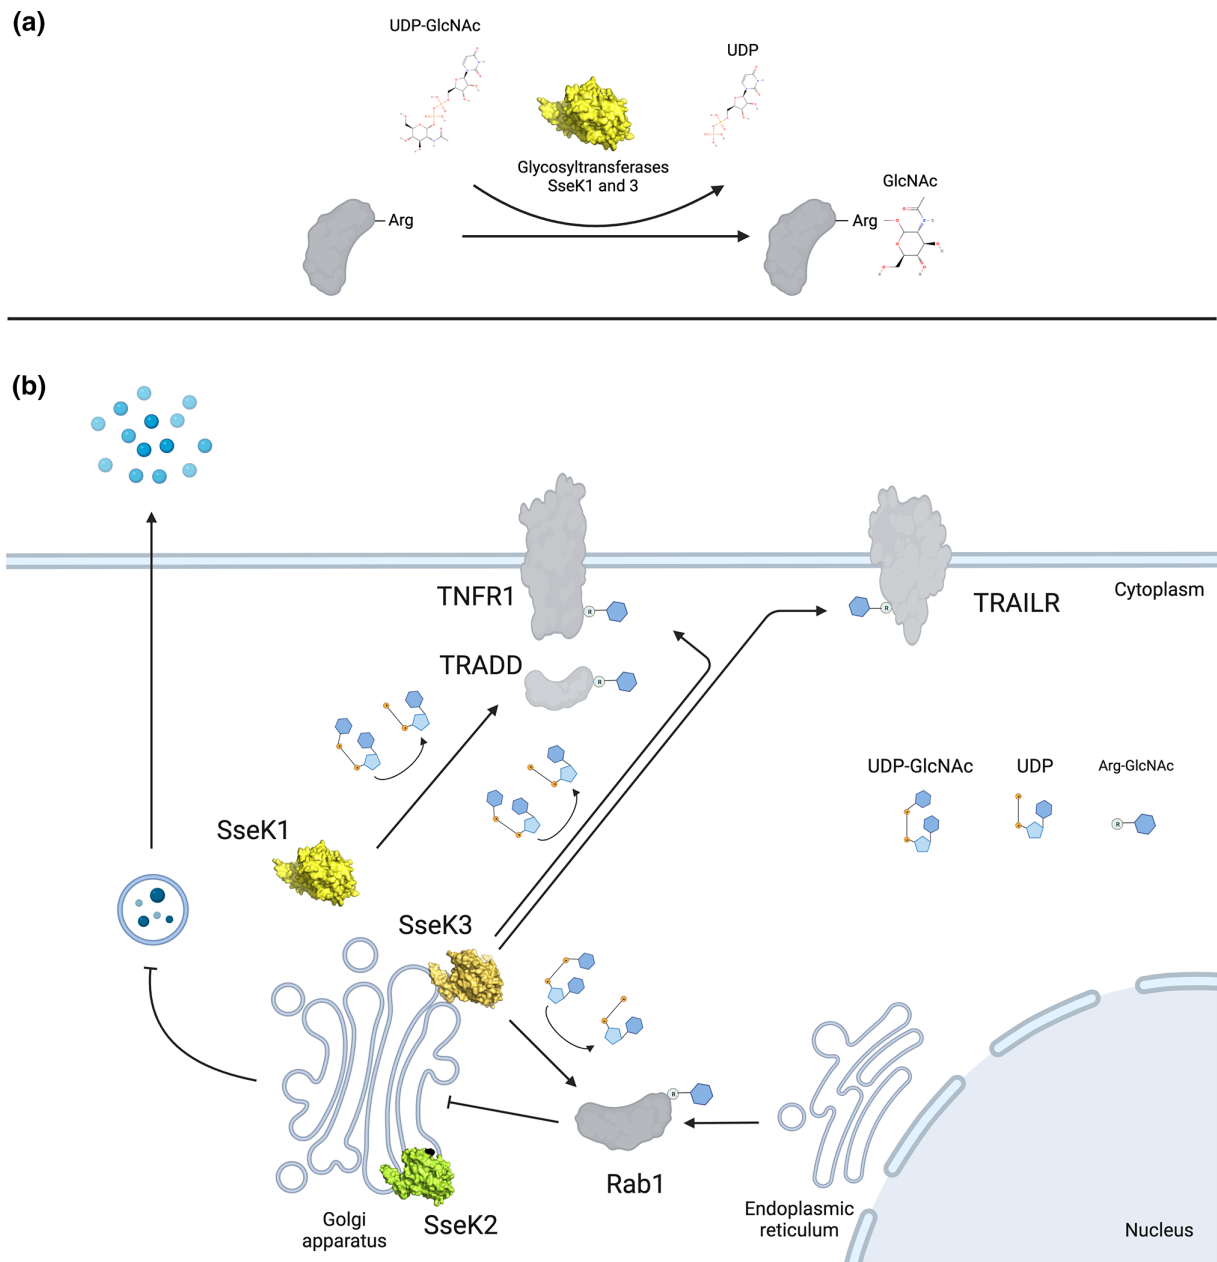 (a)
UDP-GlcNAc
UDP
Glycosyltransferases
SseK1 and 3
GlcNAc
Arg
Arg
(b)
TNFR1
Cytoplasm
R
R
TRAILR
TRADD
R
UDP-GlcNAc
UDP
Arg-GlcNAc
R
SseK1
SseK3
R
Rab1
Golgi
apparatus
SseK2
Endoplasmic
reticulum
Nucleus